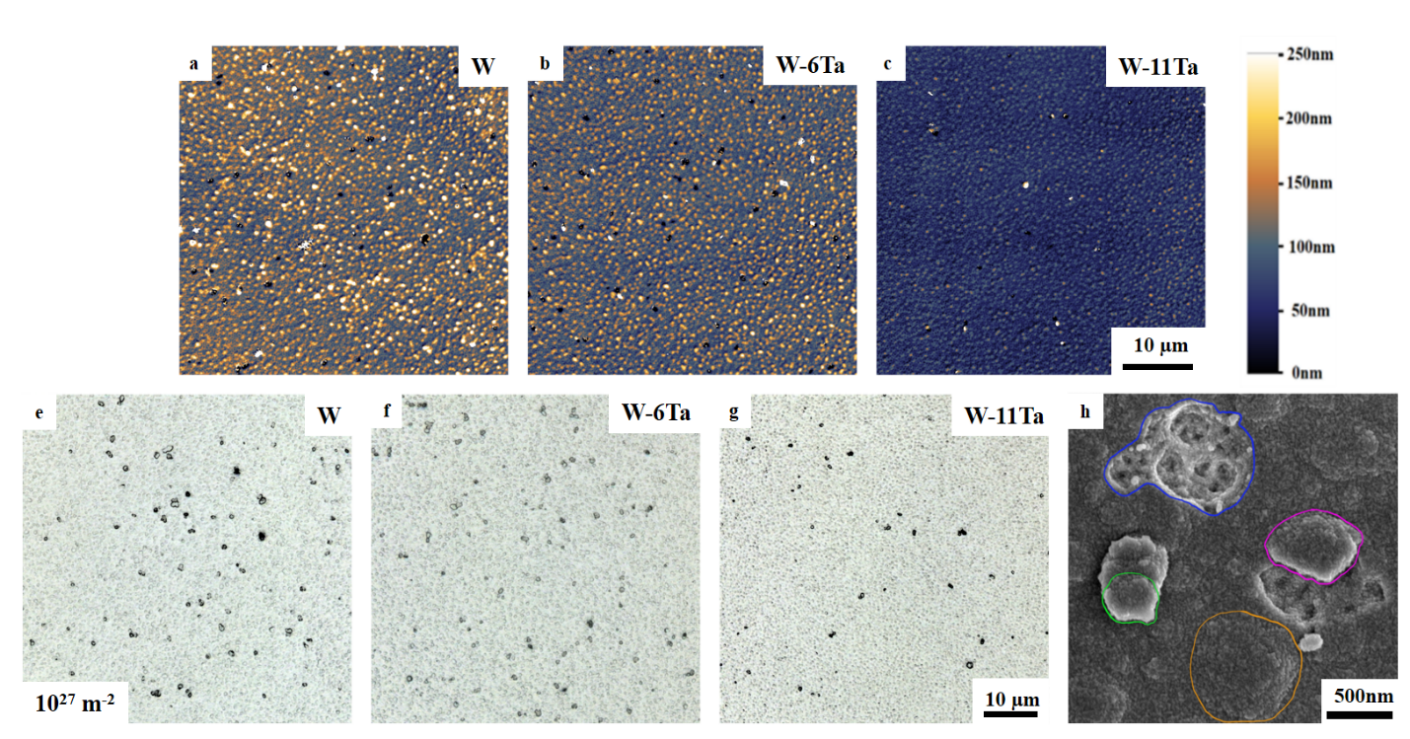 a
W
b
W-6Ta
c
W-11Ta
10 µm
250nm
200nm
150nm
100nm
50nm
0nm
e
W
f
W-6Ta
g
W-11Ta
h
10²⁷ m⁻²
10 µm
500nm